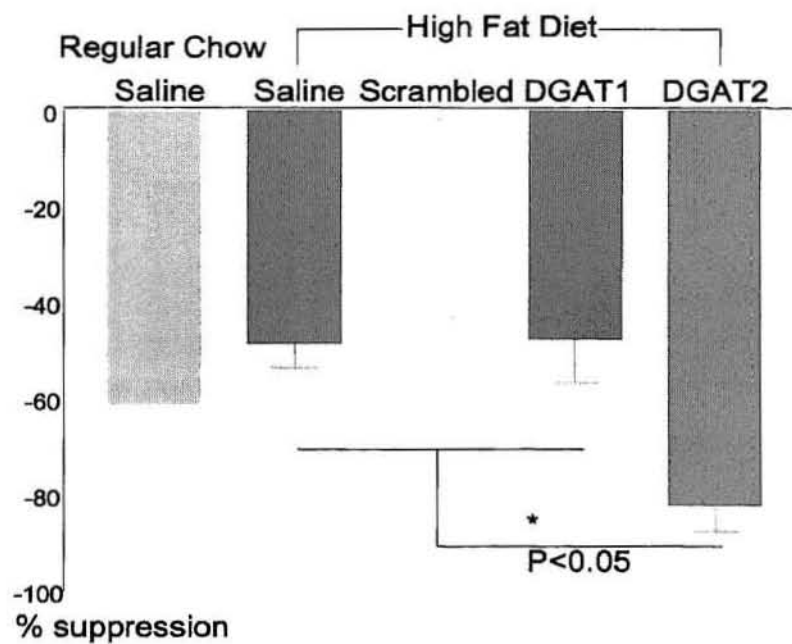 High Fat Diet
Regular Chow
Saline Saline Scrambled DGAT1 DGAT2
0
-20
-40
-60
-80
-100
*
P<0.05
% suppression